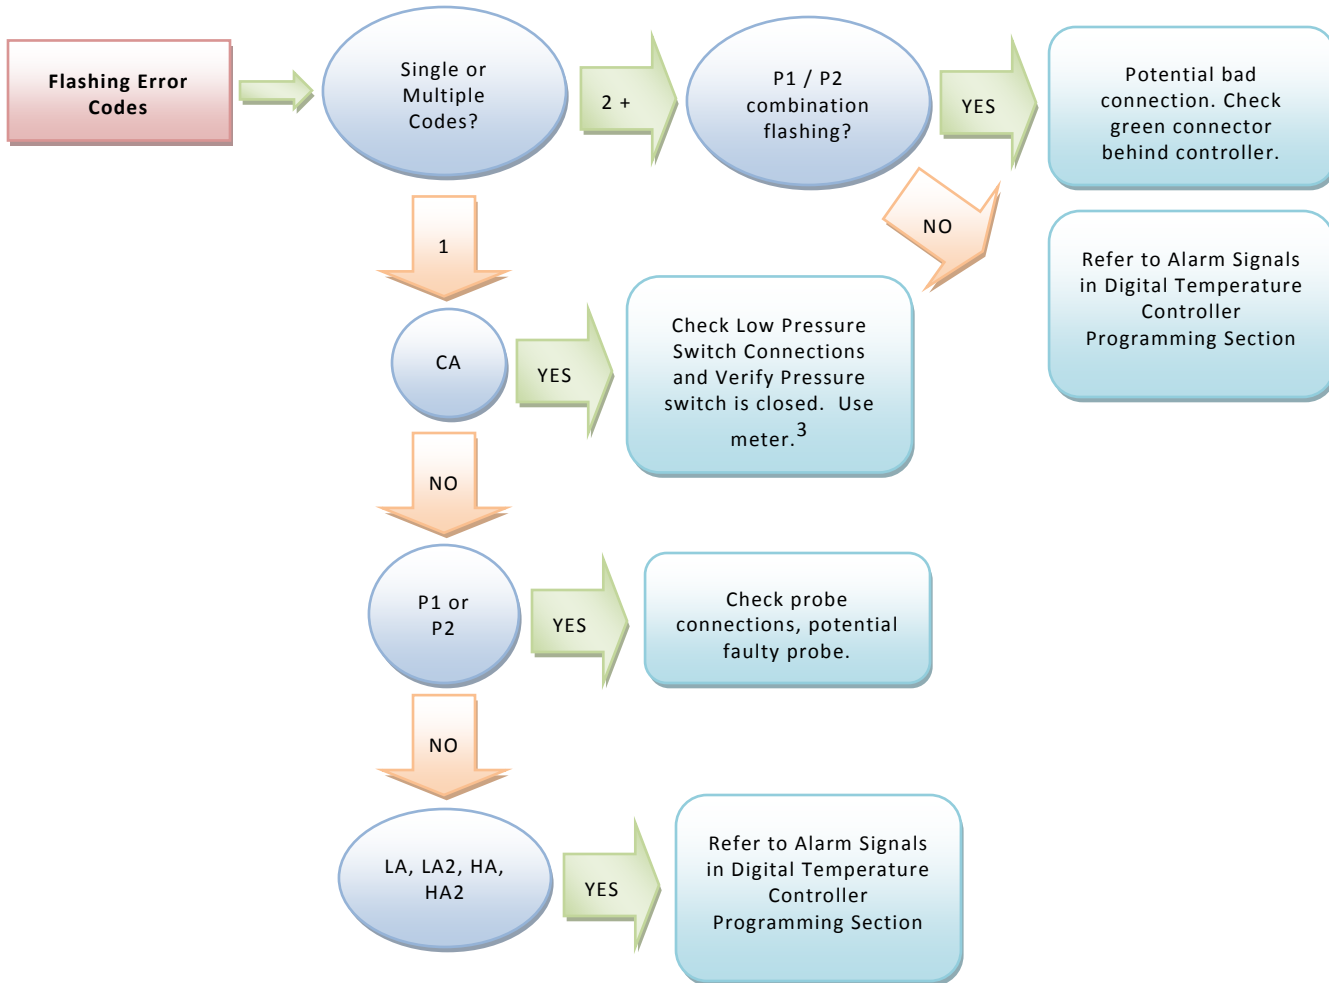 Flashing Error
Codes
Single or
Multiple
Codes?
2 +
P1 / P2
combination
flashing?
YES
Potential bad
connection. Check
green connector
behind controller.
NO
Refer to Alarm Signals
in Digital Temperature
Controller
Programming Section
1
CA
YES
Check Low Pressure
Switch Connections
and Verify Pressure
switch is closed.  Use
meter.3
NO
P1 or
P2
YES
Check probe
connections, potential
faulty probe.
NO
LA, LA2, HA,
HA2
YES
Refer to Alarm Signals
in Digital Temperature
Controller
Programming Section